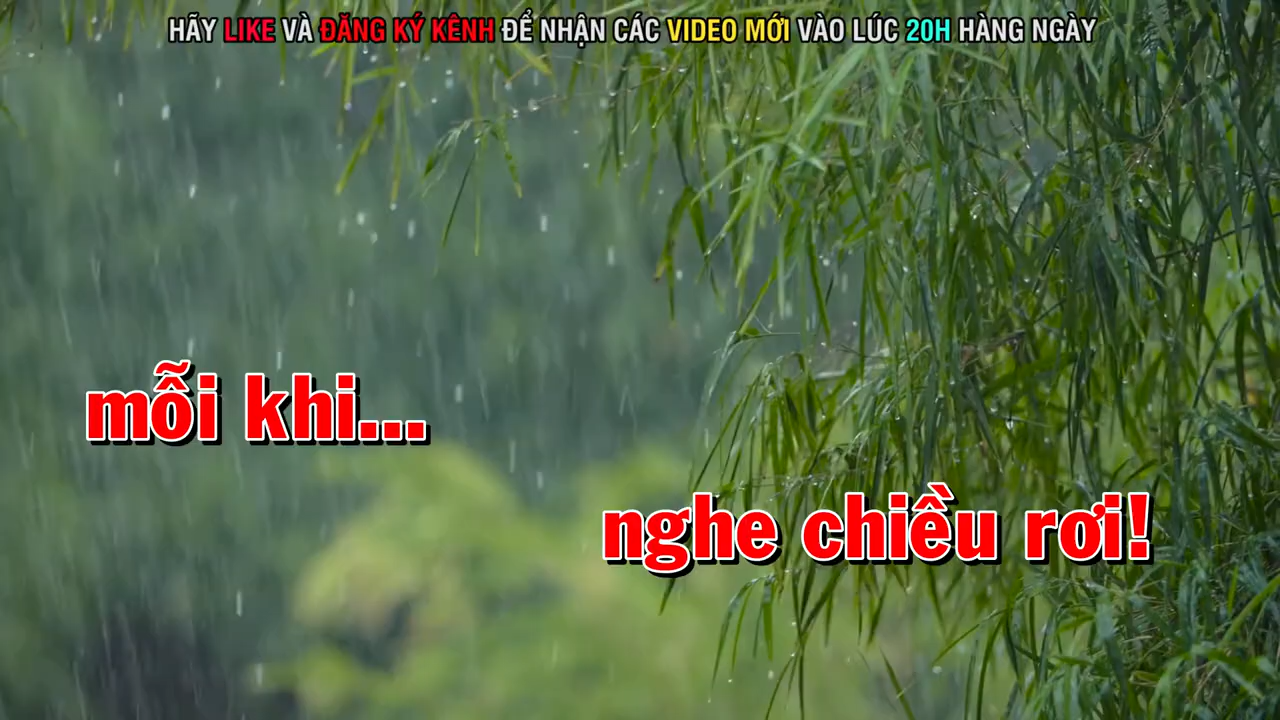 HÃY LIKE VÀ ĐĂNG KÝ KÊNH ĐỂ NHẬN CÁC VIDEO MỚI VÀO LÚC 20H HÀNG NGÀY
mỗi khi...
nghe chiều rơi!